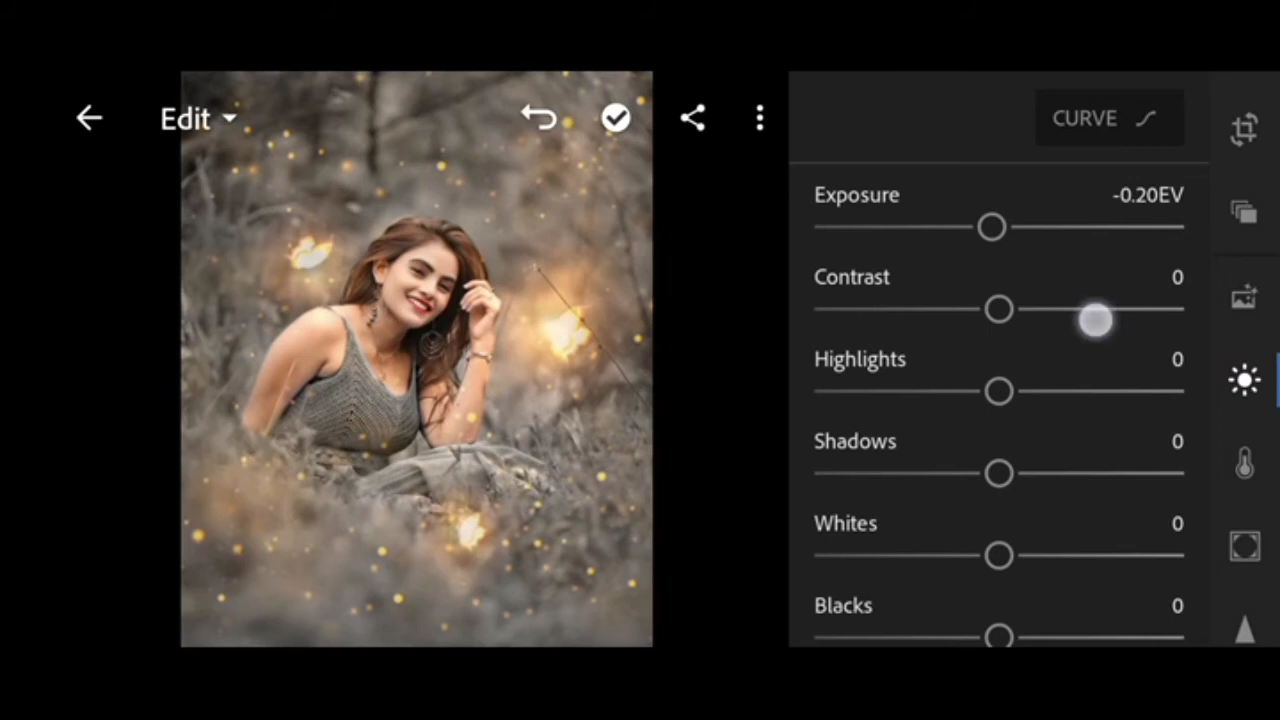 Edit
CURVE
Exposure -0.20EV
Contrast 0
Highlights 0
Shadows 0
Whites 0
Blacks 0